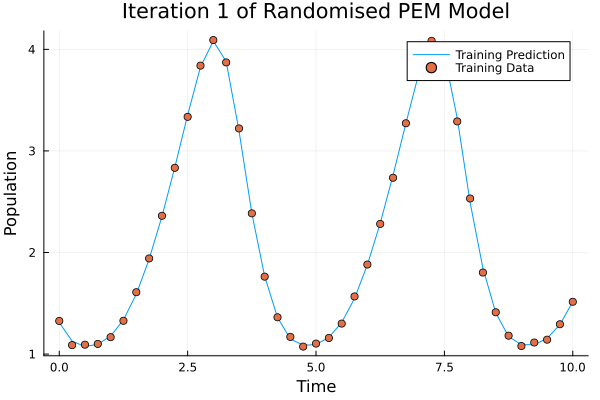 Iteration 1 of Randomised PEM Model
Training Prediction
Training Data
4
3
2
1
Population
0.0 2.5 5.0 7.5 10.0
Time